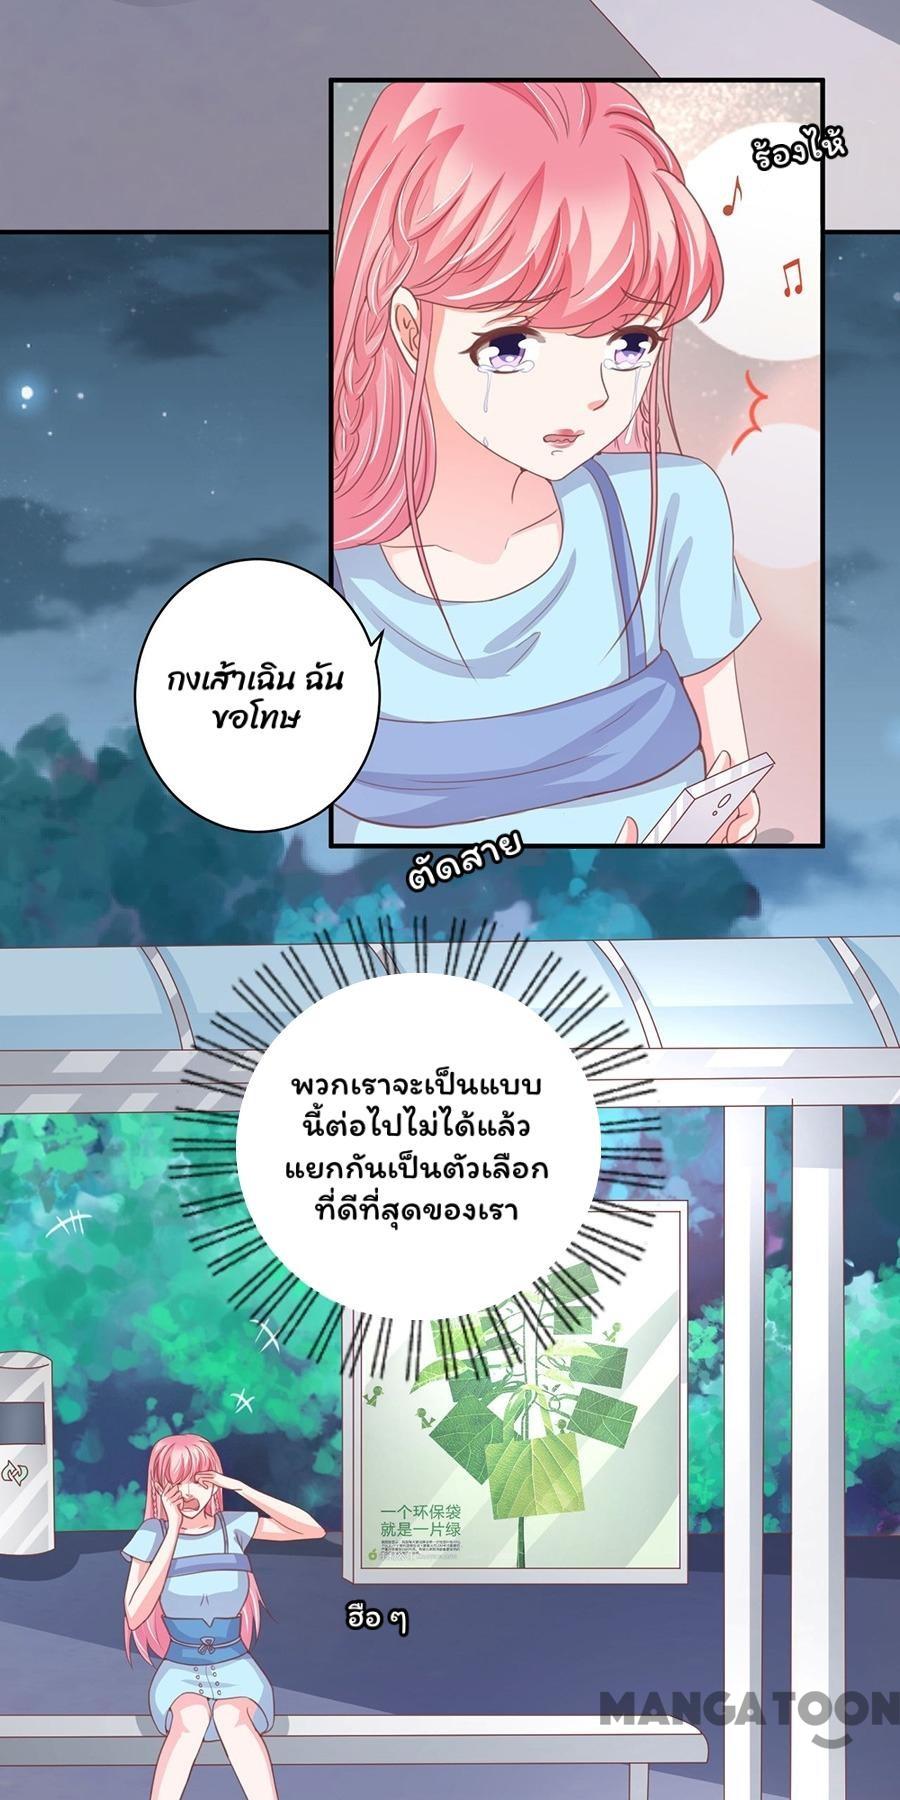 ร้องไห้
กงเส้าเฉิน ฉัน
ขอโทษ
ตัดสาย
พวกเราจะเป็นแบบ
นี้ต่อไปไม่ได้แล้ว
แยกกันเป็นตัวเลือก
ที่ดีที่สุดของเรา
一个环保袋
就是一片绿
ฮือ ๆ
MANGATOON